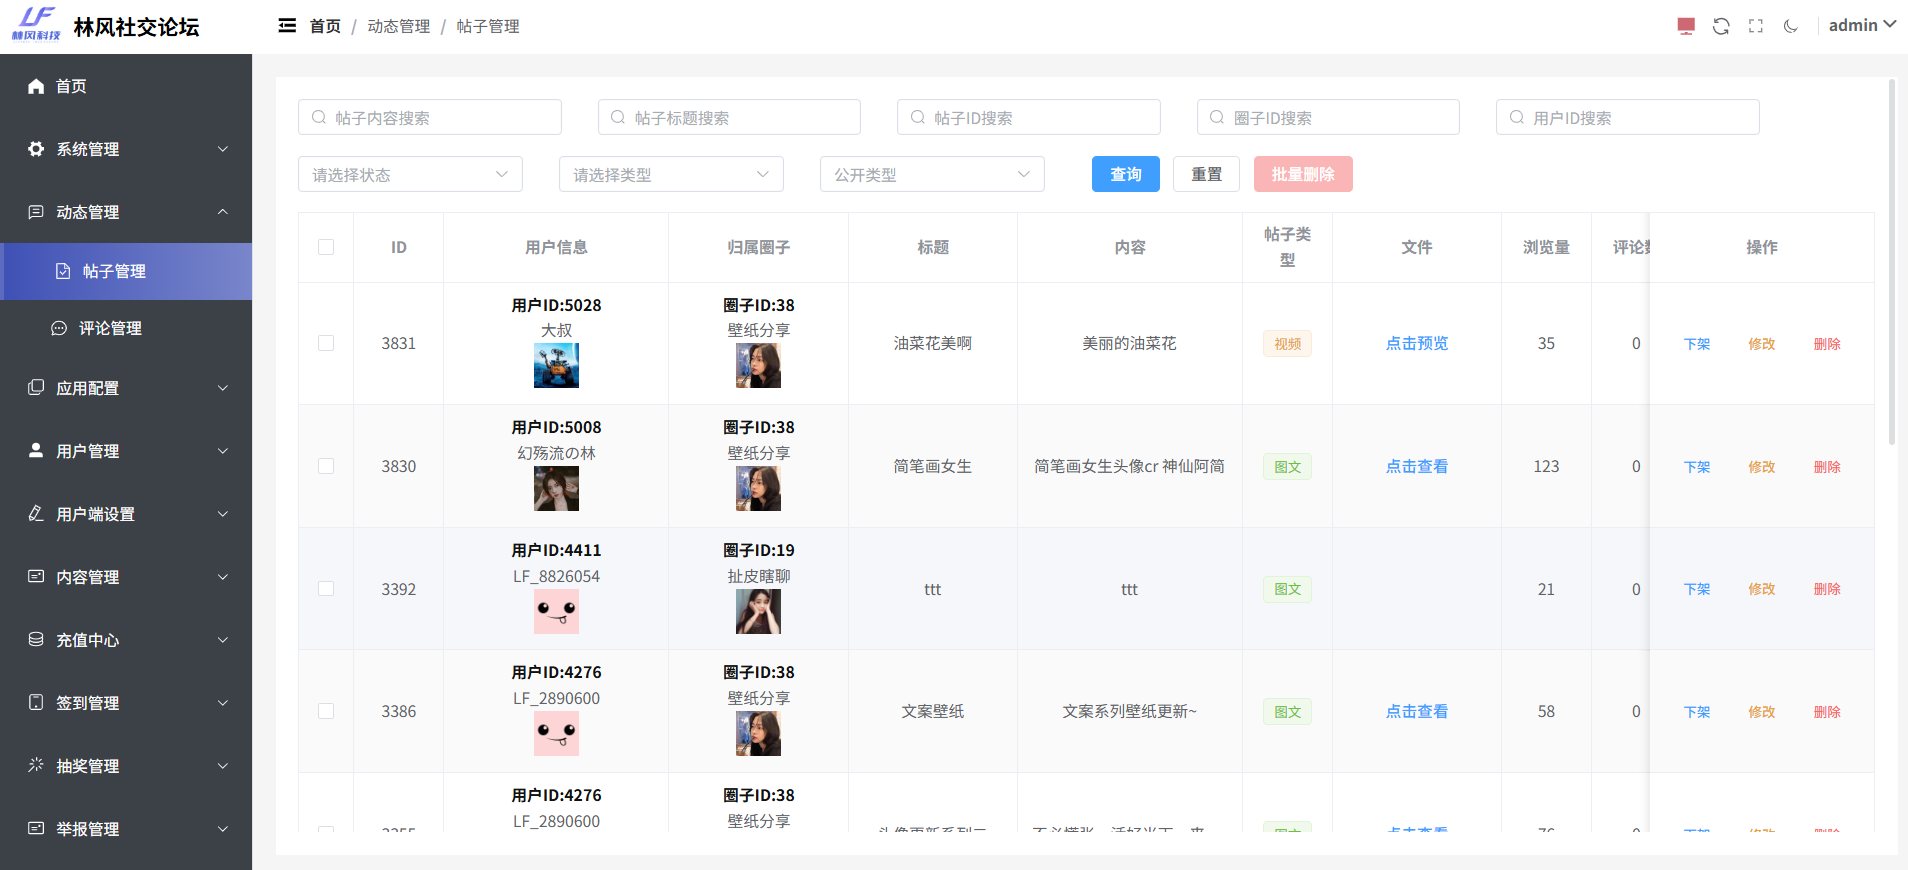 LF
林风科技
林风社交论坛
首页 / 动态管理 / 帖子管理
admin
首页
系统管理
动态管理
帖子管理
评论管理
应用配置
用户管理
用户端设置
内容管理
充值中心
签到管理
抽奖管理
举报管理
帖子内容搜索
帖子标题搜索
帖子ID搜索
圈子ID搜索
用户ID搜索
请选择状态
请选择类型
公开类型
查询
重置
批量删除
ID 用户信息 归属圈子 标题 内容 帖子类型 文件 浏览量 评论数 操作
用户ID:5028 圈子ID:38
大叔 壁纸分享
3831 油菜花美啊 美丽的油菜花 视频 点击预览 35 0 下架 修改 删除
用户ID:5008 圈子ID:38
幻殇流の林 壁纸分享
3830 简笔画女生 简笔画女生头像cr 神仙阿简 图文 点击查看 123 0 下架 修改 删除
用户ID:4411 圈子ID:19
LF_8826054 扯皮瞎聊
3392 ttt ttt 图文 21 0 下架 修改 删除
用户ID:4276 圈子ID:38
LF_2890600 壁纸分享
3386 文案壁纸 文案系列壁纸更新~ 图文 点击查看 58 0 下架 修改 删除
用户ID:4276 圈子ID:38
LF_2890600 壁纸分享
图文 点击查看 76 0 下架 修改 删除